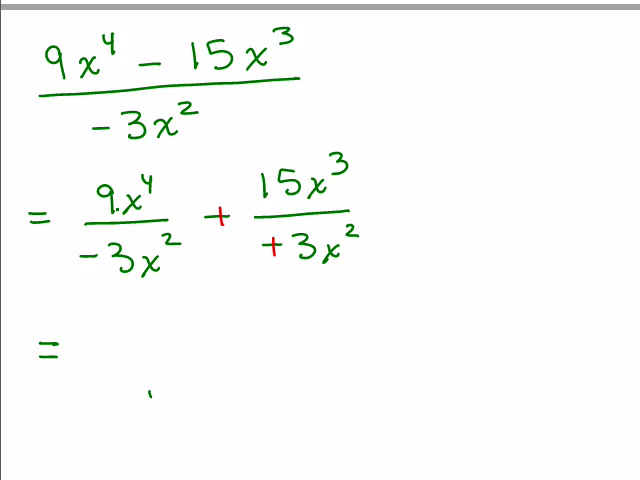 9x⁴ − 15x³
−3x²
= 9x⁴ + 15x³
−3x² +3x²
=